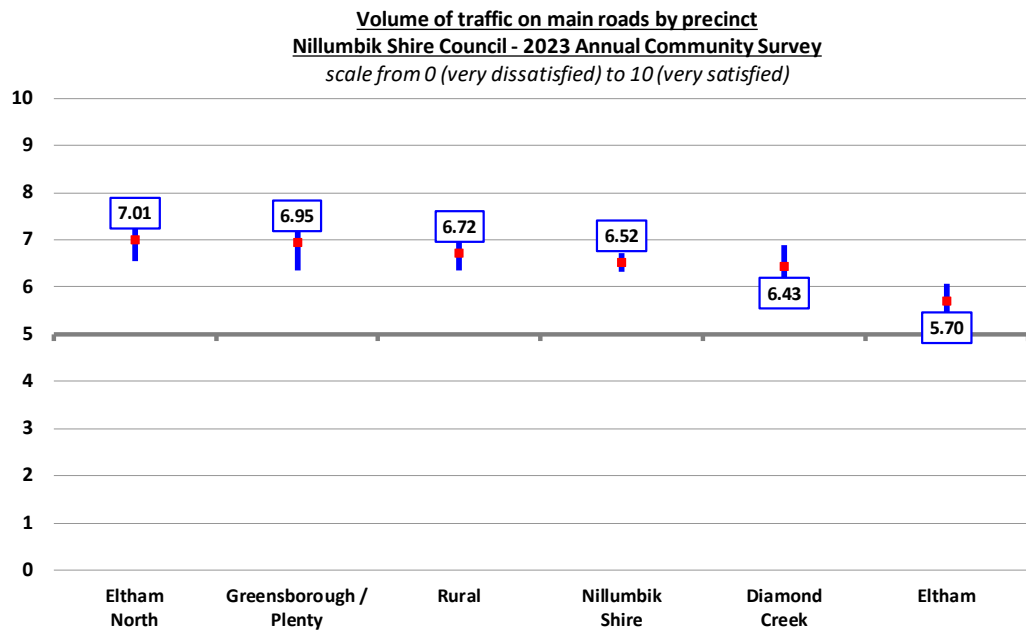 Volume of traffic on main roads by precinct
Nillumbik Shire Council - 2023 Annual Community Survey
scale from 0 (very dissatisfied) to 10 (very satisfied)
10
9
8
7
6
5
4
3
2
1
0
7.01
6.95
6.72
6.52
6.43
5.70
Eltham
North
Greensborough /
Plenty
Rural
Nillumbik
Shire
Diamond
Creek
Eltham